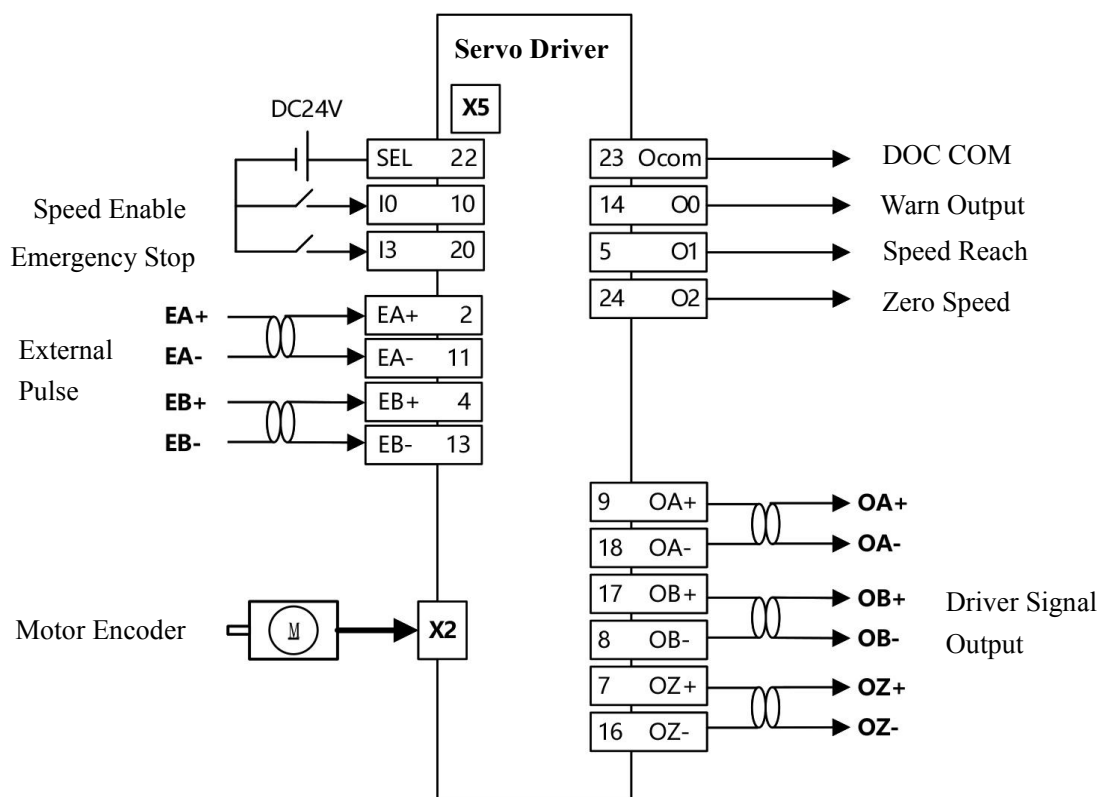 Servo Driver
X5
DC24V
SEL 22
I0 10
I3 20
Speed Enable
Emergency Stop
EA+
EA-
EB+
EB-
External
Pulse
EA+ 2
EA- 11
EB+ 4
EB- 13
Motor Encoder
M
X2
23 Ocom
14 O0
5 O1
24 O2
DOC COM
Warn Output
Speed Reach
Zero Speed
9 OA+
18 OA-
17 OB+
8 OB-
7 OZ+
16 OZ-
OA+
OA-
OB+
OB-
OZ+
OZ-
Driver Signal
Output